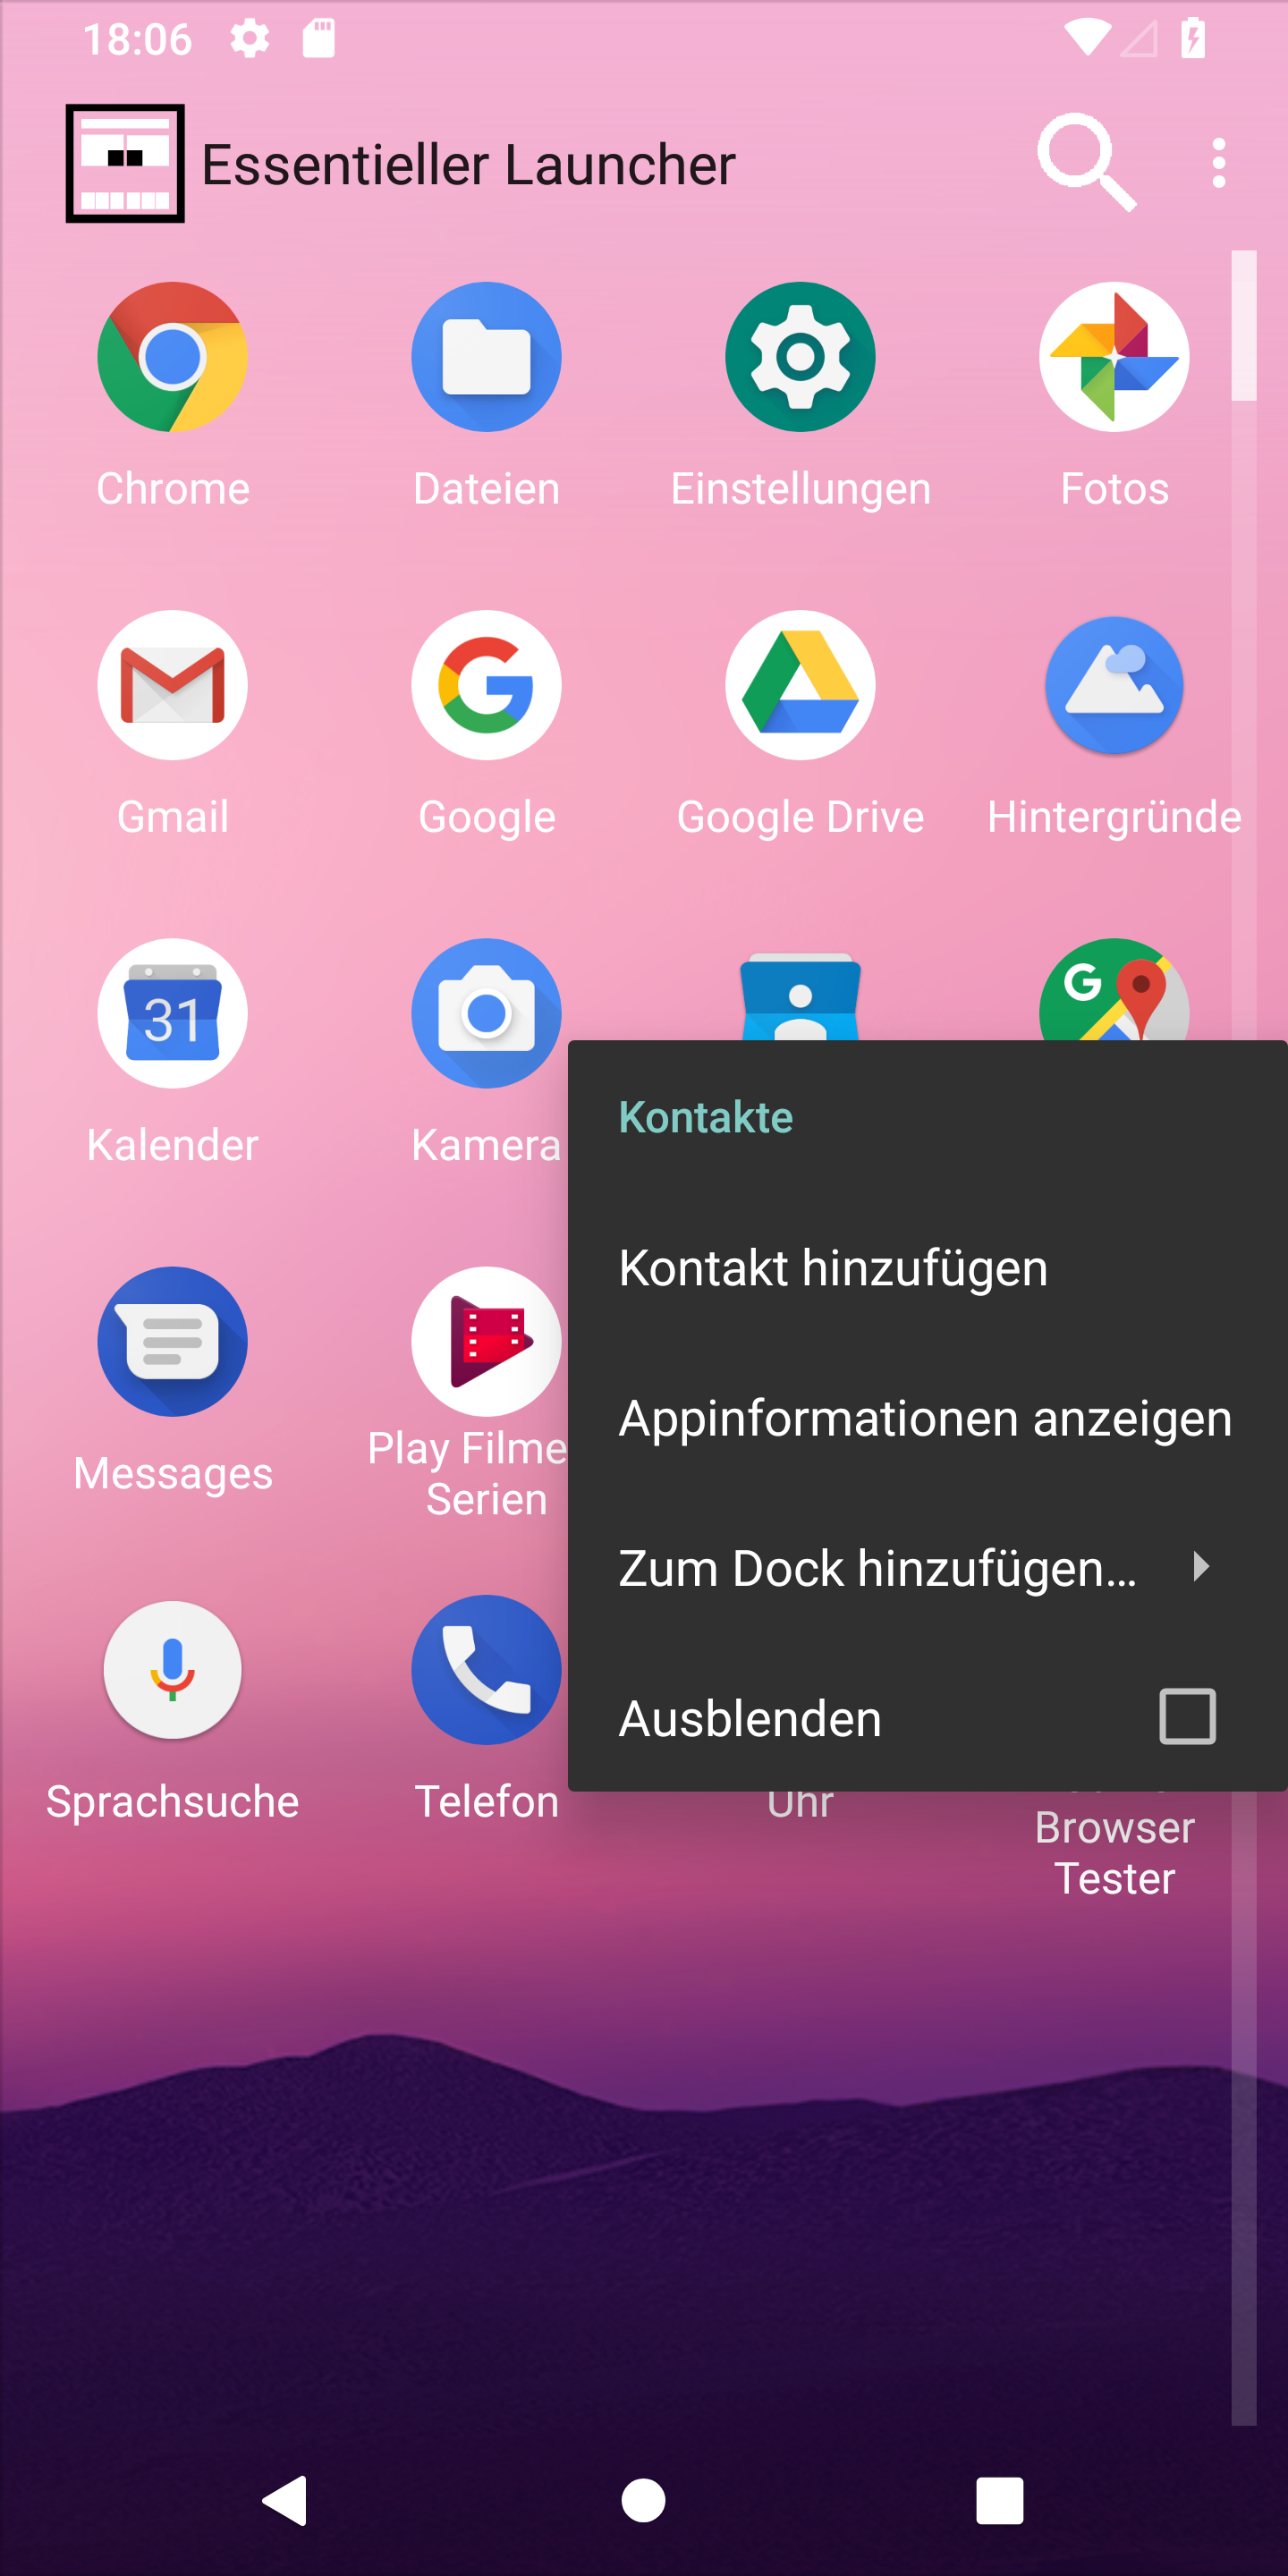 18:06
Essentieller Launcher
Chrome
Dateien
Einstellungen
Fotos
Gmail
Google
Google Drive
Hintergründe
31
Kalender
Kamera
G
Kontakte
Kontakt hinzufügen
Appinformationen anzeigen
Zum Dock hinzufügen...
Ausblenden
Messages
Play Filme
Serien
Sprachsuche
Telefon
Uhr
Browser
Tester